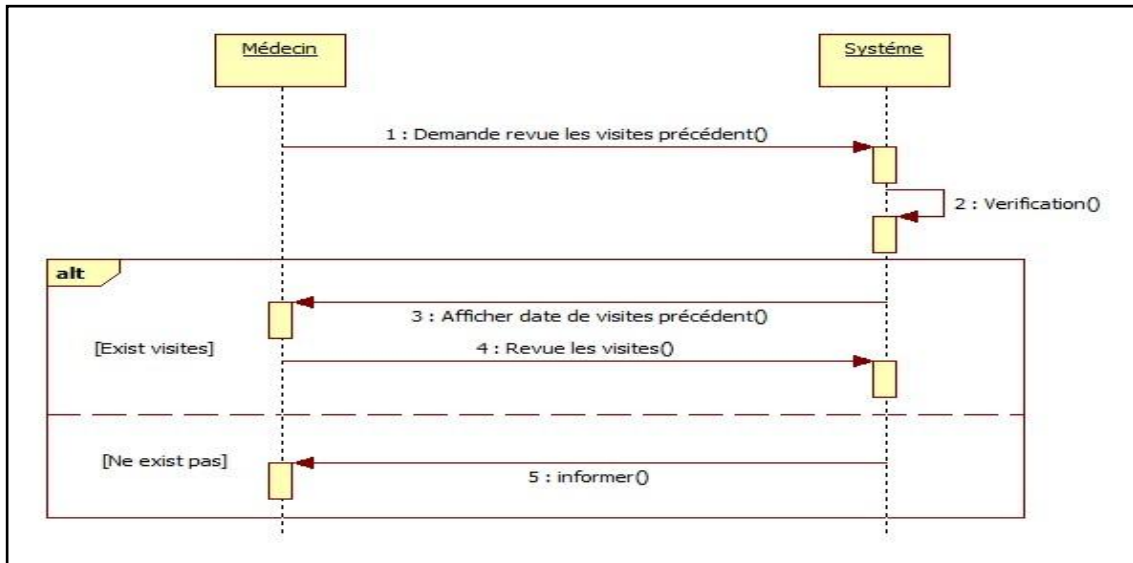 Médecin
Systéme
1 : Demande revue les visites précédent()
2 : Verification()
alt
3 : Afficher date de visites précédent()
[Exist visites]
4 : Revue les visites()
[Ne exist pas]
5 : informer()